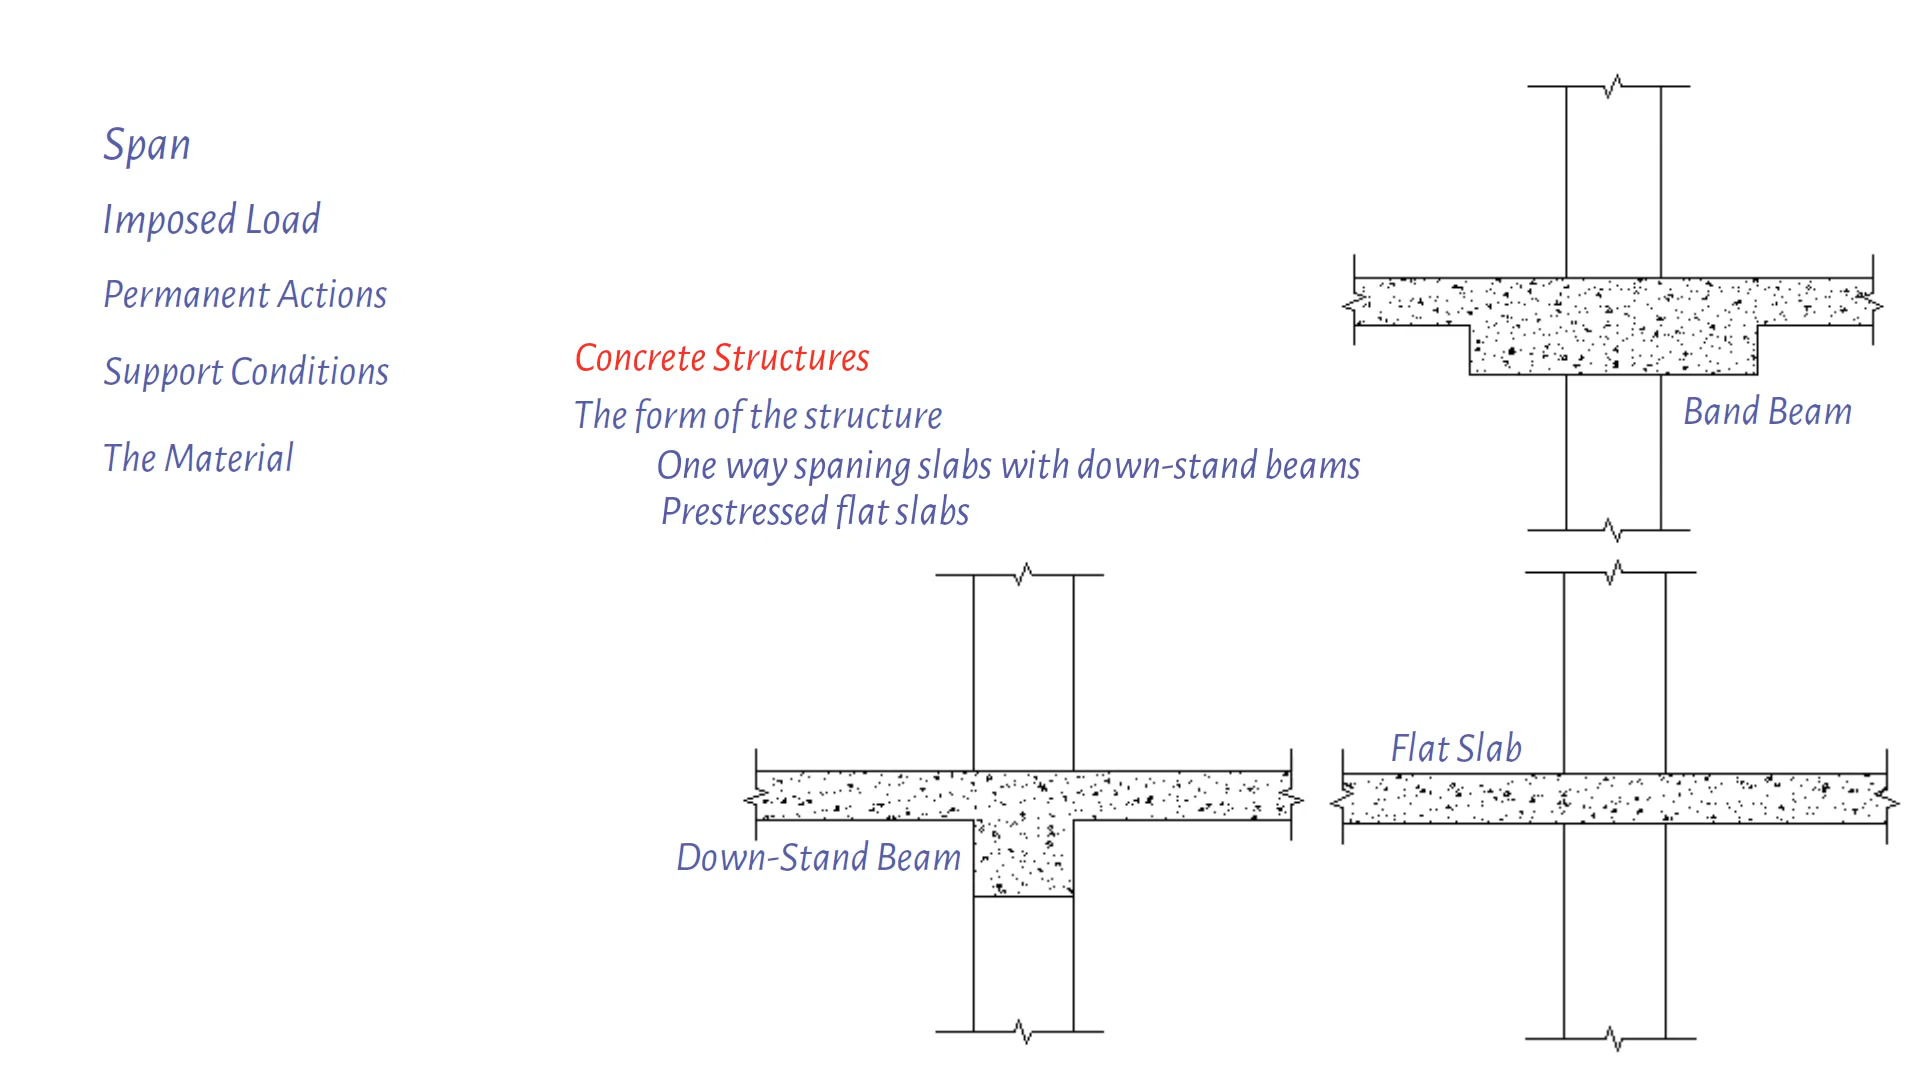 Span
Imposed Load
Permanent Actions
Support Conditions
The Material
Concrete Structures
The form of the structure
One way spaning slabs with down-stand beams
Prestressed flat slabs
Band Beam
Flat Slab
Down-Stand Beam